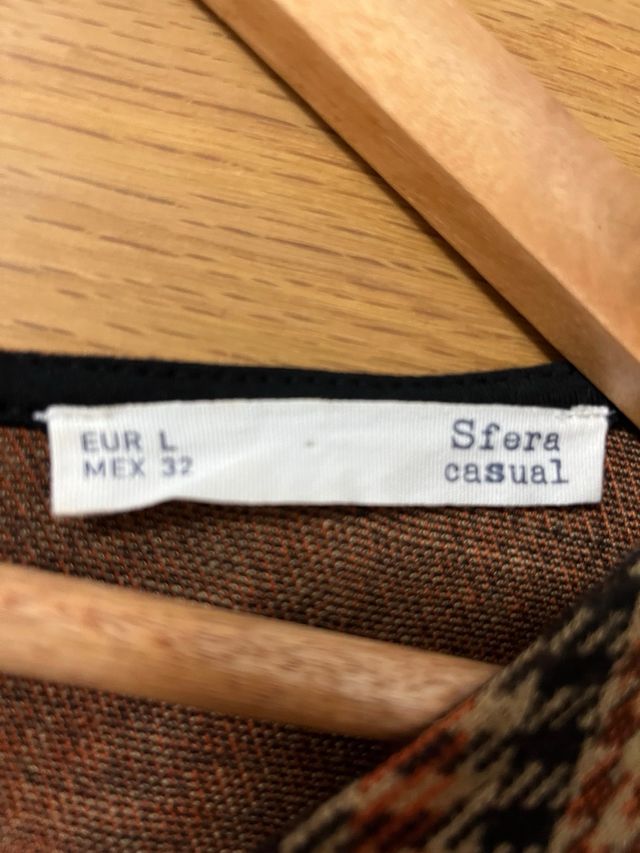 EUR L
MEX 32
Sfera
casual